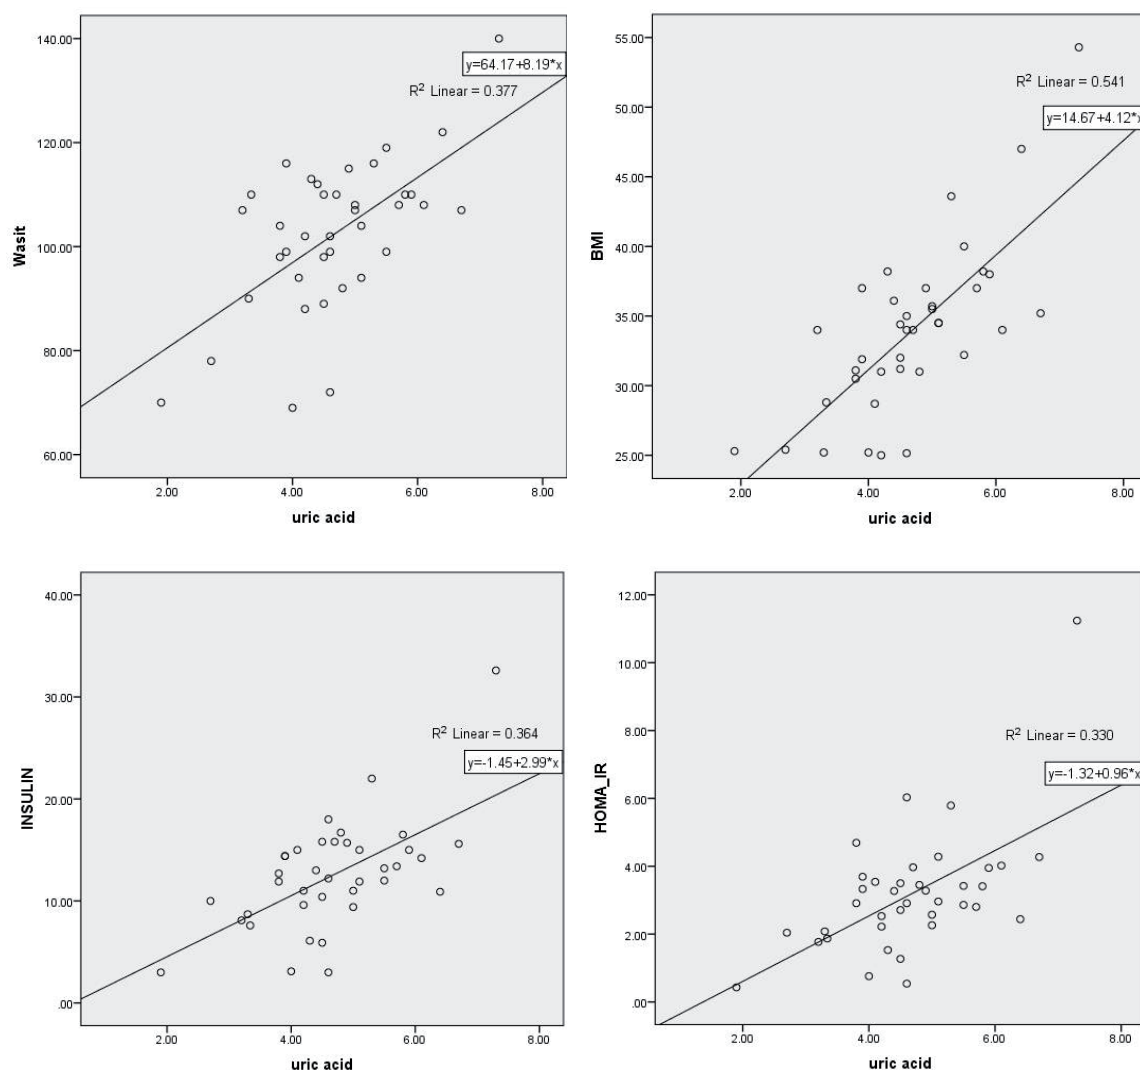 140.00
y=64.17+8.19*x
R² Linear = 0.377
120.00
100.00
80.00
60.00
Wasit
2.00 4.00 6.00 8.00
uric acid
55.00
R² Linear = 0.541
50.00
y=14.67+4.12*x
45.00
40.00
35.00
30.00
25.00
BMI
2.00 4.00 6.00 8.00
uric acid
40.00
30.00
R² Linear = 0.364
y=-1.45+2.99*x
20.00
10.00
.00
INSULIN
2.00 4.00 6.00 8.00
uric acid
12.00
10.00
8.00
R² Linear = 0.330
y=-1.32+0.96*x
6.00
4.00
2.00
.00
HOMA_IR
2.00 4.00 6.00 8.00
uric acid